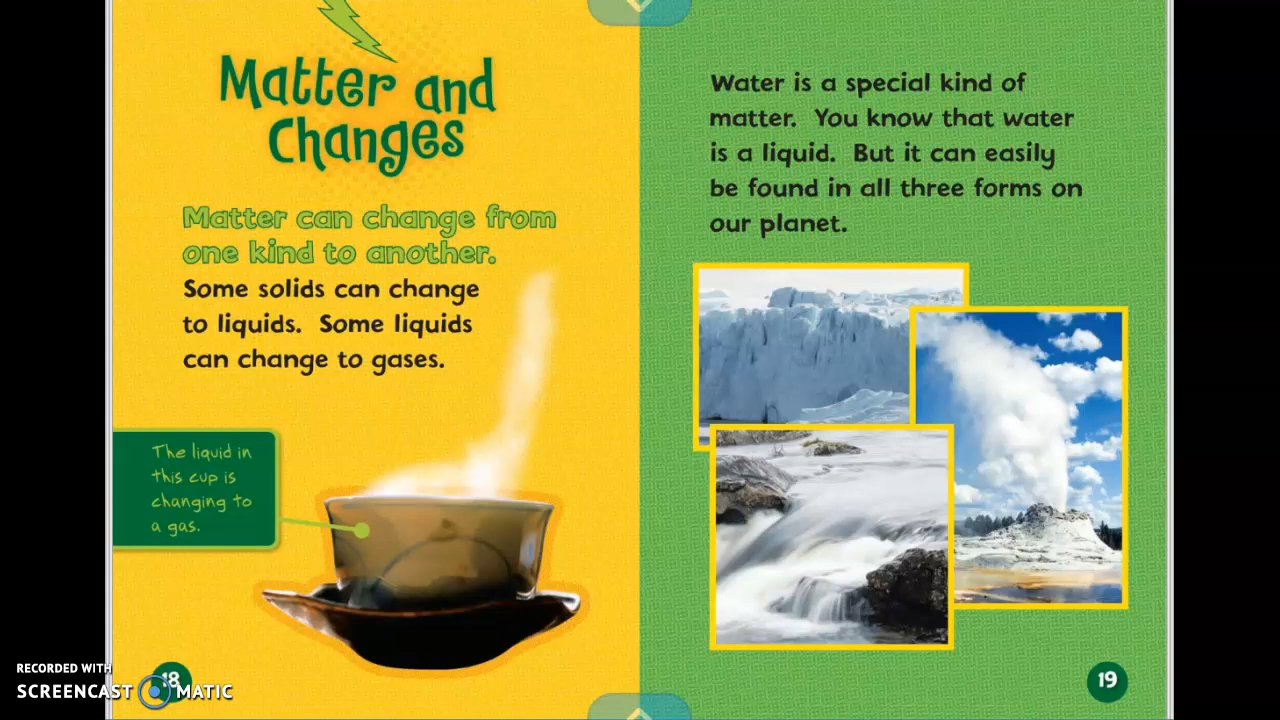 Matter and
Changes
Matter can change from
one kind to another.
Some solids can change
to liquids.  Some liquids
can change to gases.
The liquid in
this cup is
changing to
a gas.
18
Water is a special kind of
matter.  You know that water
is a liquid.  But it can easily
be found in all three forms on
our planet.
19
RECORDED WITH
SCREENCAST MATIC